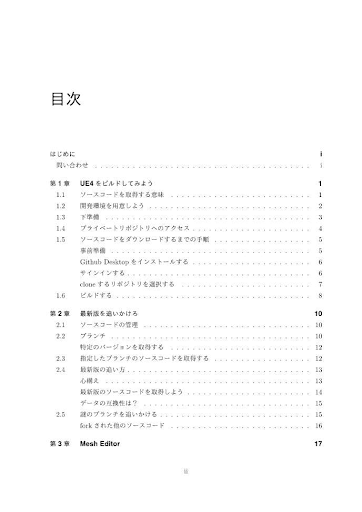 目次
はじめに i
問い合わせ . . . . . . . . . . . . . . . . . . . . . . . . . . . . . . . . . . . . . . i
第 1 章 UE4 をビルドしてみよう 1
1.1 ソースコードを取得する意味 . . . . . . . . . . . . . . . . . . . . . . . . . 1
1.2 開発環境を用意しよう . . . . . . . . . . . . . . . . . . . . . . . . . . . . . 2
1.3 下準備 . . . . . . . . . . . . . . . . . . . . . . . . . . . . . . . . . . . . 3
1.4 プライベートリポジトリへのアクセス . . . . . . . . . . . . . . . . . . . . . 4
1.5 ソースコードをダウンロードするまでの手順 . . . . . . . . . . . . . . . . . . 5
事前準備 . . . . . . . . . . . . . . . . . . . . . . . . . . . . . . . . . . . 5
Github Desktop をインストールする . . . . . . . . . . . . . . . . . . . . . 6
サインインする . . . . . . . . . . . . . . . . . . . . . . . . . . . . . . . . 6
clone するリポジトリを選択する . . . . . . . . . . . . . . . . . . . . . . . 7
1.6 ビルドする . . . . . . . . . . . . . . . . . . . . . . . . . . . . . . . . . . 8
第 2 章 最新版を追いかけろ 10
2.1 ソースコードの管理 . . . . . . . . . . . . . . . . . . . . . . . . . . . . . 10
2.2 ブランチ . . . . . . . . . . . . . . . . . . . . . . . . . . . . . . . . . . . 10
特定のバージョンを取得する . . . . . . . . . . . . . . . . . . . . . . . . . 12
2.3 指定したブランチのソースコードを取得する . . . . . . . . . . . . . . . . . . 12
2.4 最新版の追い方 . . . . . . . . . . . . . . . . . . . . . . . . . . . . . . . . 13
心構え . . . . . . . . . . . . . . . . . . . . . . . . . . . . . . . . . . . . 13
最新版のソースコードを取得しよう . . . . . . . . . . . . . . . . . . . . . . 14
データの互換性は？ . . . . . . . . . . . . . . . . . . . . . . . . . . . . . . 15
2.5 謎のブランチを追いかける . . . . . . . . . . . . . . . . . . . . . . . . . . 15
fork された他のソースコード . . . . . . . . . . . . . . . . . . . . . . . . . 16
第 3 章 Mesh Editor 17
iii